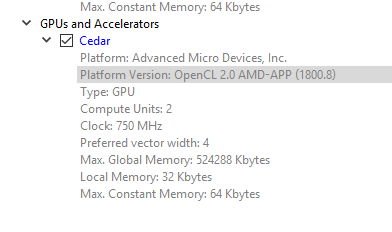 Max. Constant Memory: 64 Kbytes
GPUs and Accelerators
Cedar
Platform: Advanced Micro Devices, Inc.
Platform Version: OpenCL 2.0 AMD-APP (1800.8)
Type: GPU
Compute Units: 2
Clock: 750 MHz
Preferred vector width: 4
Max. Global Memory: 524288 Kbytes
Local Memory: 32 Kbytes
Max. Constant Memory: 64 Kbytes